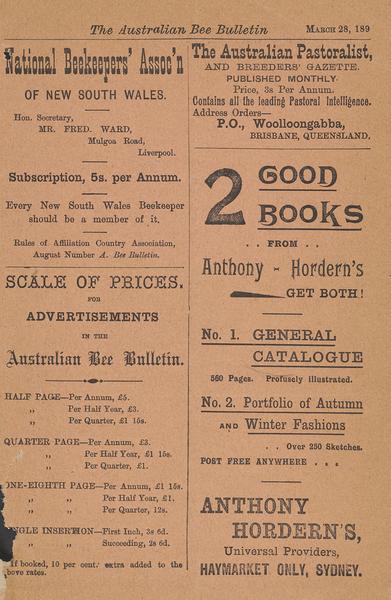 The Australian Bee Bulletin
MARCH 28, 189
National Beekeepers' Assoc'n
OF NEW SOUTH WALES.
Hon. Secretary,
MR. FRED. WARD,
Mulgoa Road,
Liverpool.
Subscription, 5s. per Annum.
Every New South Wales Beekeeper
should be a member of it.
Rules of Affiliation Country Association,
August Number A. Bee Bulletin.
SCALE OF PRICES.
FOR
ADVERTISEMENTS
IN THE
Australian Bee Bulletin.
HALF PAGE—Per Annum, £5.
,, Per Half Year, £3.
,, Per Quarter, £1 15s.
QUARTER PAGE—Per Annum, £3.
,, Per Half Year, £1 15s.
,, Per Quarter, £1.
ONE-EIGHTH PAGE—Per Annum, £1 15s.
,, ,, Per Half Year, £1.
,, ,, Per Quarter, 12s.
INGLE INSERTION—First Inch, 3s 6d.
,, ,, Succeeding, 2s 6d.
If booked, 10 per cent. extra added to the
bove rates.
The Australian Pastoralist,
AND BREEDERS' GAZETTE.
PUBLISHED MONTHLY
Price, 3s Per Annum.
Contains all the leading Pastoral Intelligence.
Address Orders—
P.O., Woolloongabba,
BRISBANE, QUEENSLAND.
2 GOOD
BOOKS
. . FROM . .
Anthony - Hordern's
GET BOTH!
No. 1. GENERAL
CATALOGUE
560 Pages. Profusely Illustrated.
No. 2. Portfolio of Autumn
AND Winter Fashions
. . Over 250 Sketches.
POST FREE ANYWHERE . . .
ANTHONY
HORDERN'S,
Universal Providers,
HAYMARKET ONLY, SYDNEY.